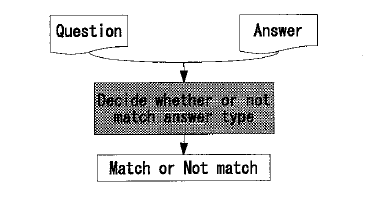 Question
Answer
Decide whether or not
match answer type
Match or Not match